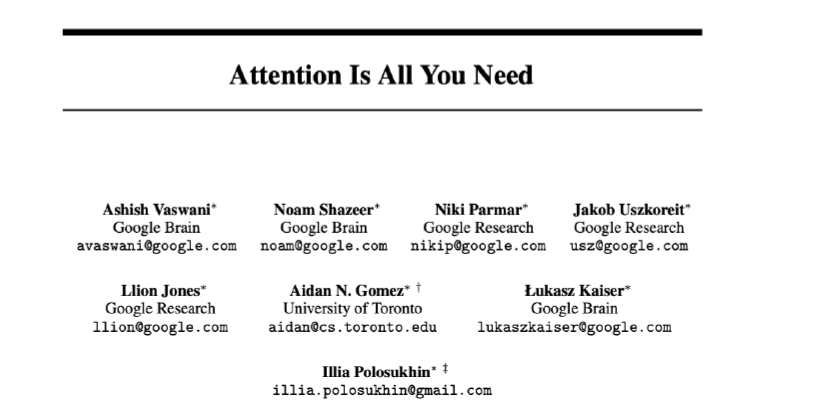 Attention Is All You Need
Ashish Vaswani* Noam Shazeer* Niki Parmar* Jakob Uszkoreit*
Google Brain Google Brain Google Research Google Research
avaswani@google.com noam@google.com nikip@google.com usz@google.com
Llion Jones* Aidan N. Gomez* † Łukasz Kaiser*
Google Research University of Toronto Google Brain
llion@google.com aidan@cs.toronto.edu lukaszkaiser@google.com
Illia Polosukhin* ‡
illia.polosukhin@gmail.com